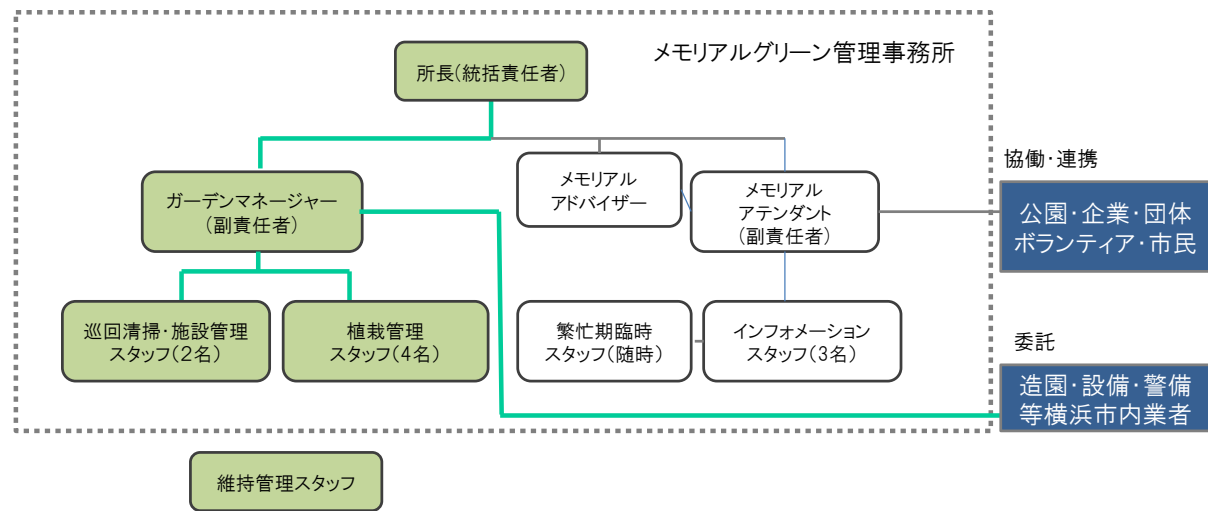 メモリアルグリーン管理事務所
所長(統括責任者)
協働・連携
ガーデンマネージャー
(副責任者)
メモリアル
アドバイザー
メモリアル
アテンダント
(副責任者)
公園・企業・団体
ボランティア・市民
巡回清掃・施設管理
スタッフ(2名)
植栽管理
スタッフ(4名)
繁忙期臨時
スタッフ(随時)
インフォメーション
スタッフ(3名)
委託
造園・設備・警備
等横浜市内業者
維持管理スタッフ